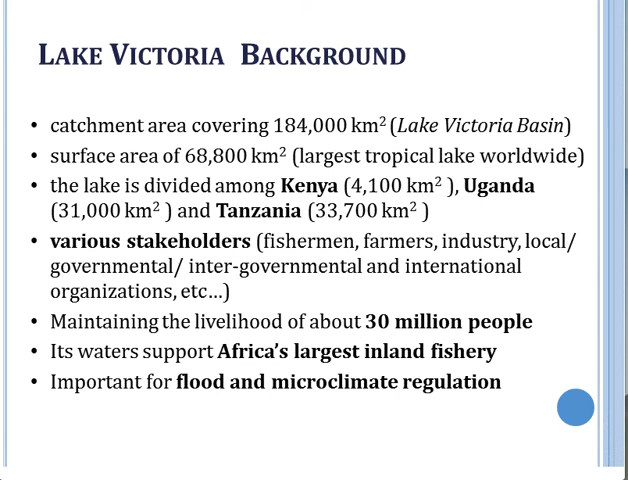 LAKE VICTORIA BACKGROUND
• catchment area covering 184,000 km² (Lake Victoria Basin)
• surface area of 68,800 km² (largest tropical lake worldwide)
• the lake is divided among Kenya (4,100 km² ), Uganda
(31,000 km² ) and Tanzania (33,700 km² )
• various stakeholders (fishermen, farmers, industry, local/
governmental/ inter-governmental and international
organizations, etc…)
• Maintaining the livelihood of about 30 million people
• Its waters support Africa’s largest inland fishery
• Important for flood and microclimate regulation